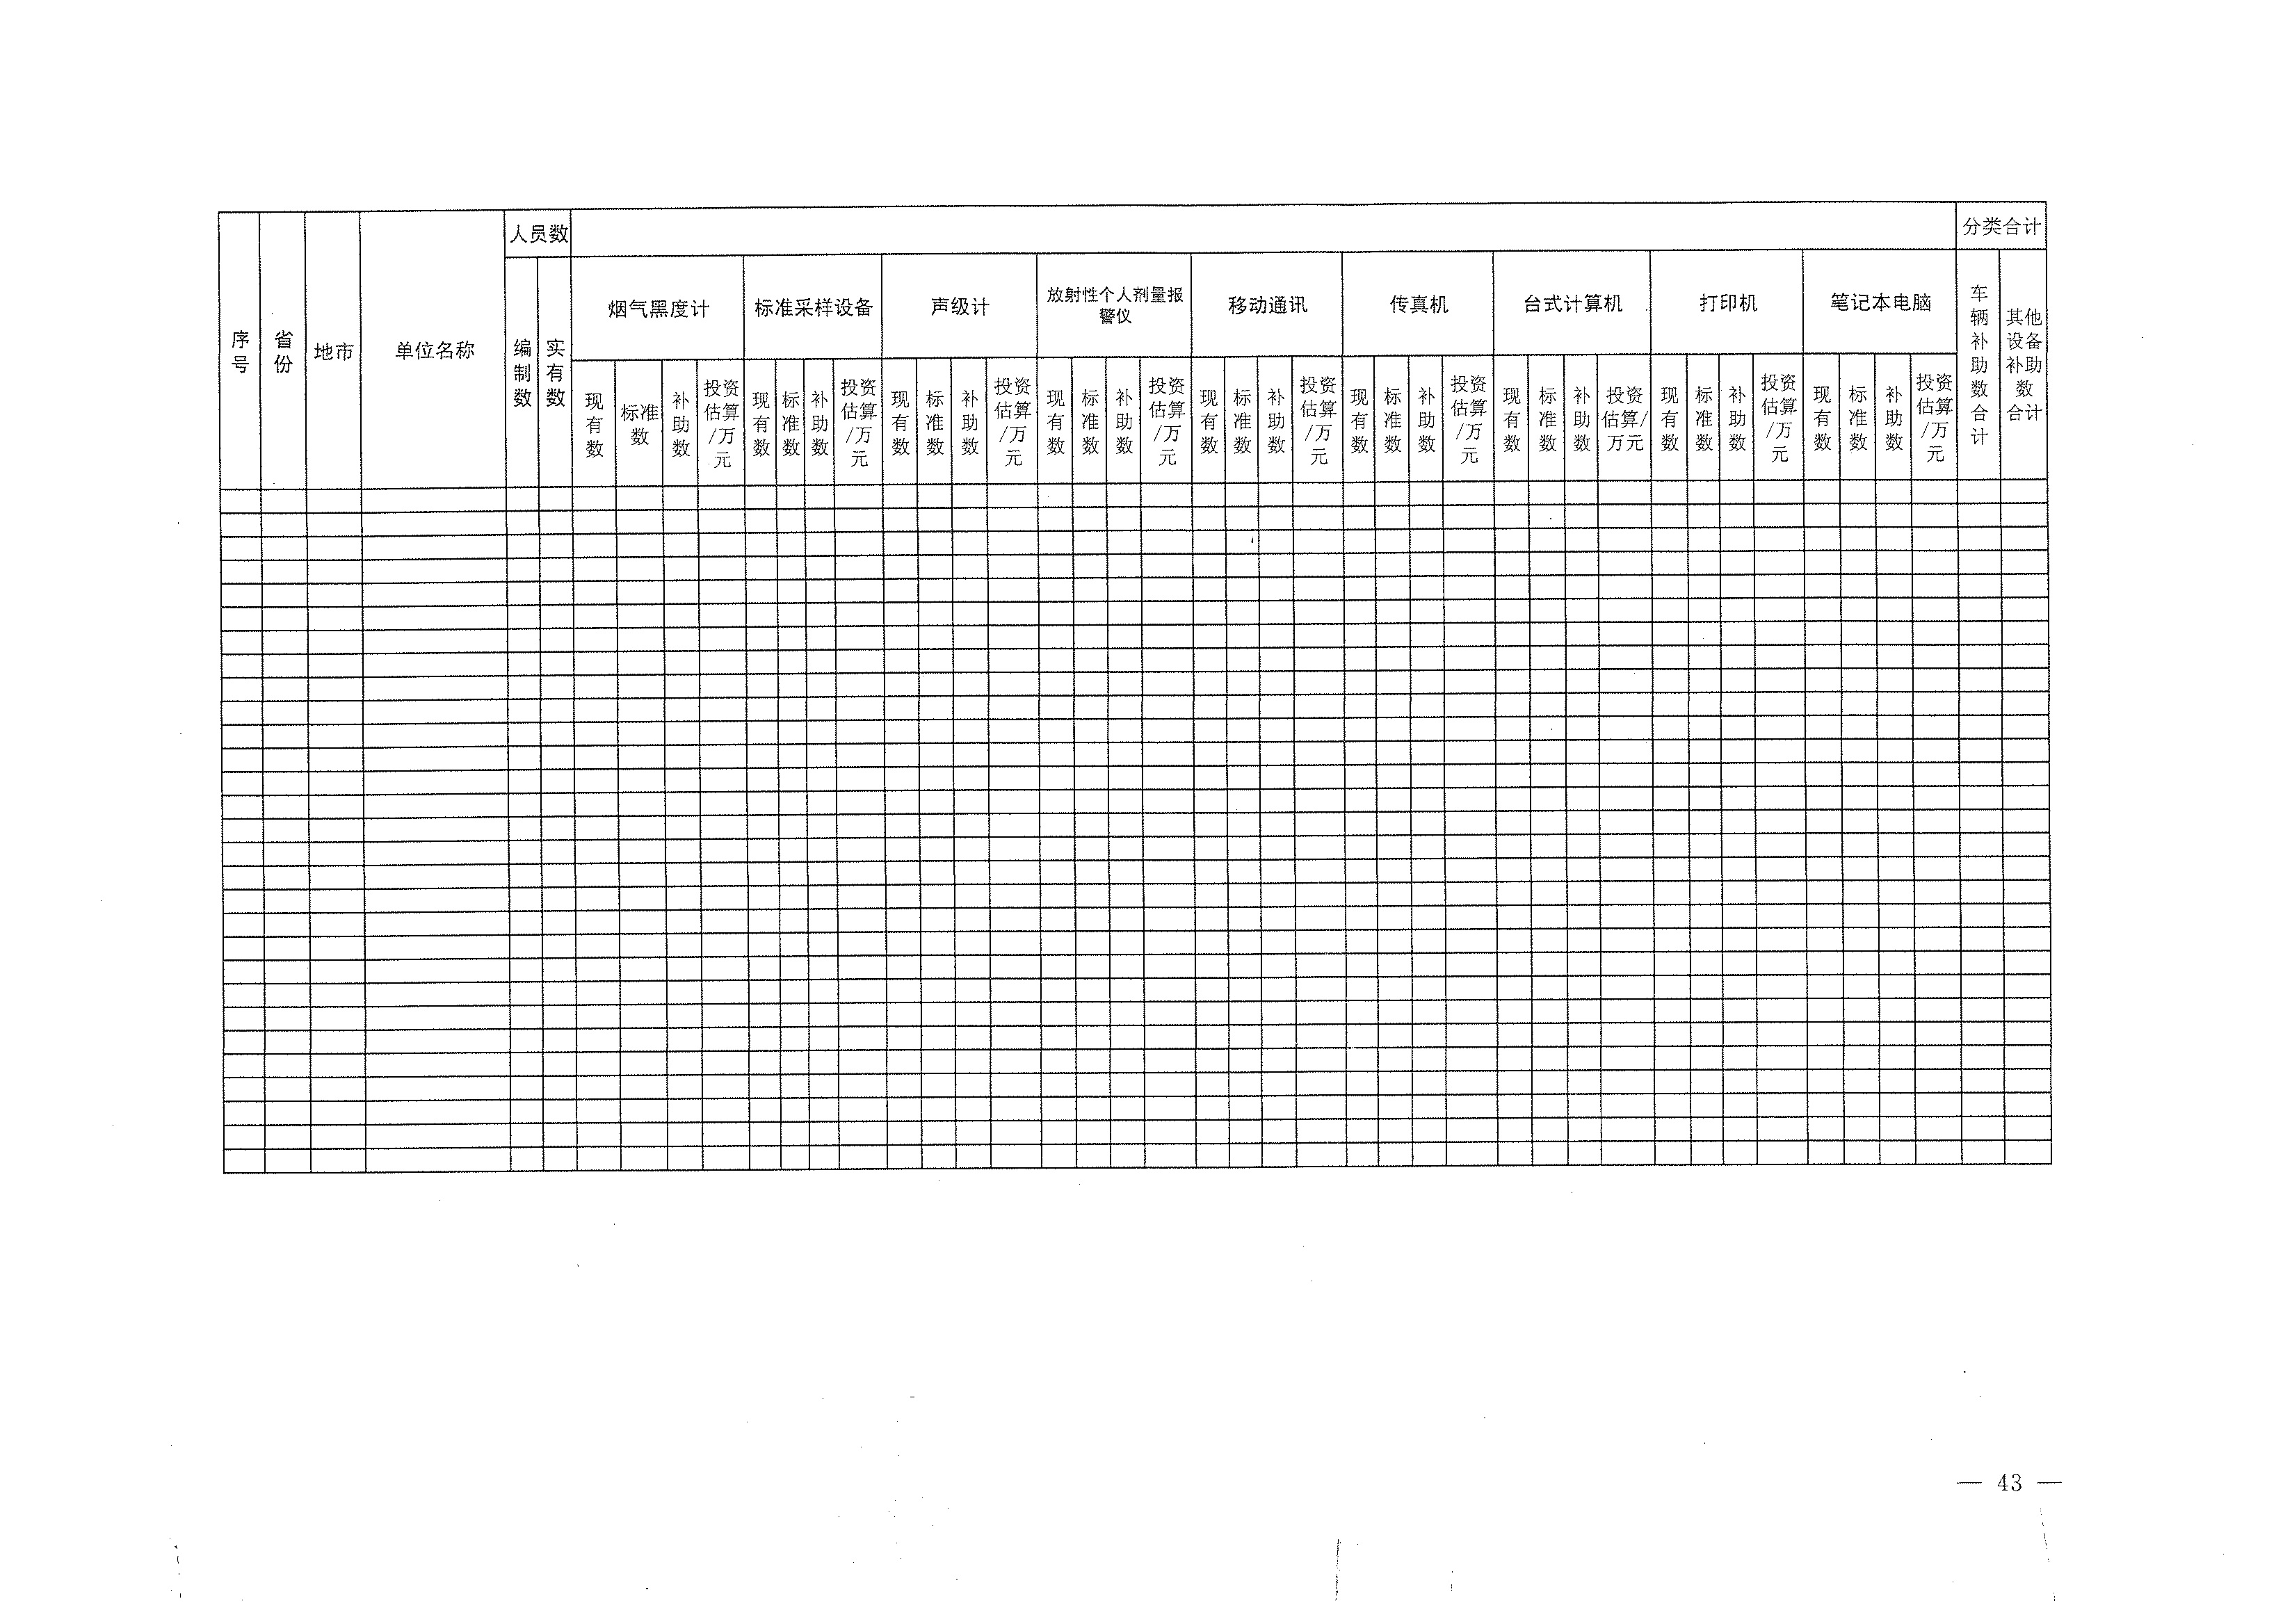 人员数 分类合计
序号 省份 地市 单位名称 编制数 实有数 烟气黑度计 标准采样设备 声级计 放射性个人剂量报警仪 移动通讯 传真机 台式计算机 打印机 笔记本电脑 车辆补助数合计 其他设备补助数合计
现有数 标准数 补助数 投资估算/万元 现有数 标准数 补助数 投资估算/万元 现有数 标准数 补助数 投资估算/万元 现有数 标准数 补助数 投资估算/万元 现有数 标准数 补助数 投资估算/万元 现有数 标准数 补助数 投资估算/万元 现有数 标准数 补助数 投资估算/万元 现有数 标准数 补助数 投资估算/万元 现有数 标准数 补助数 投资估算/万元
— 43 —